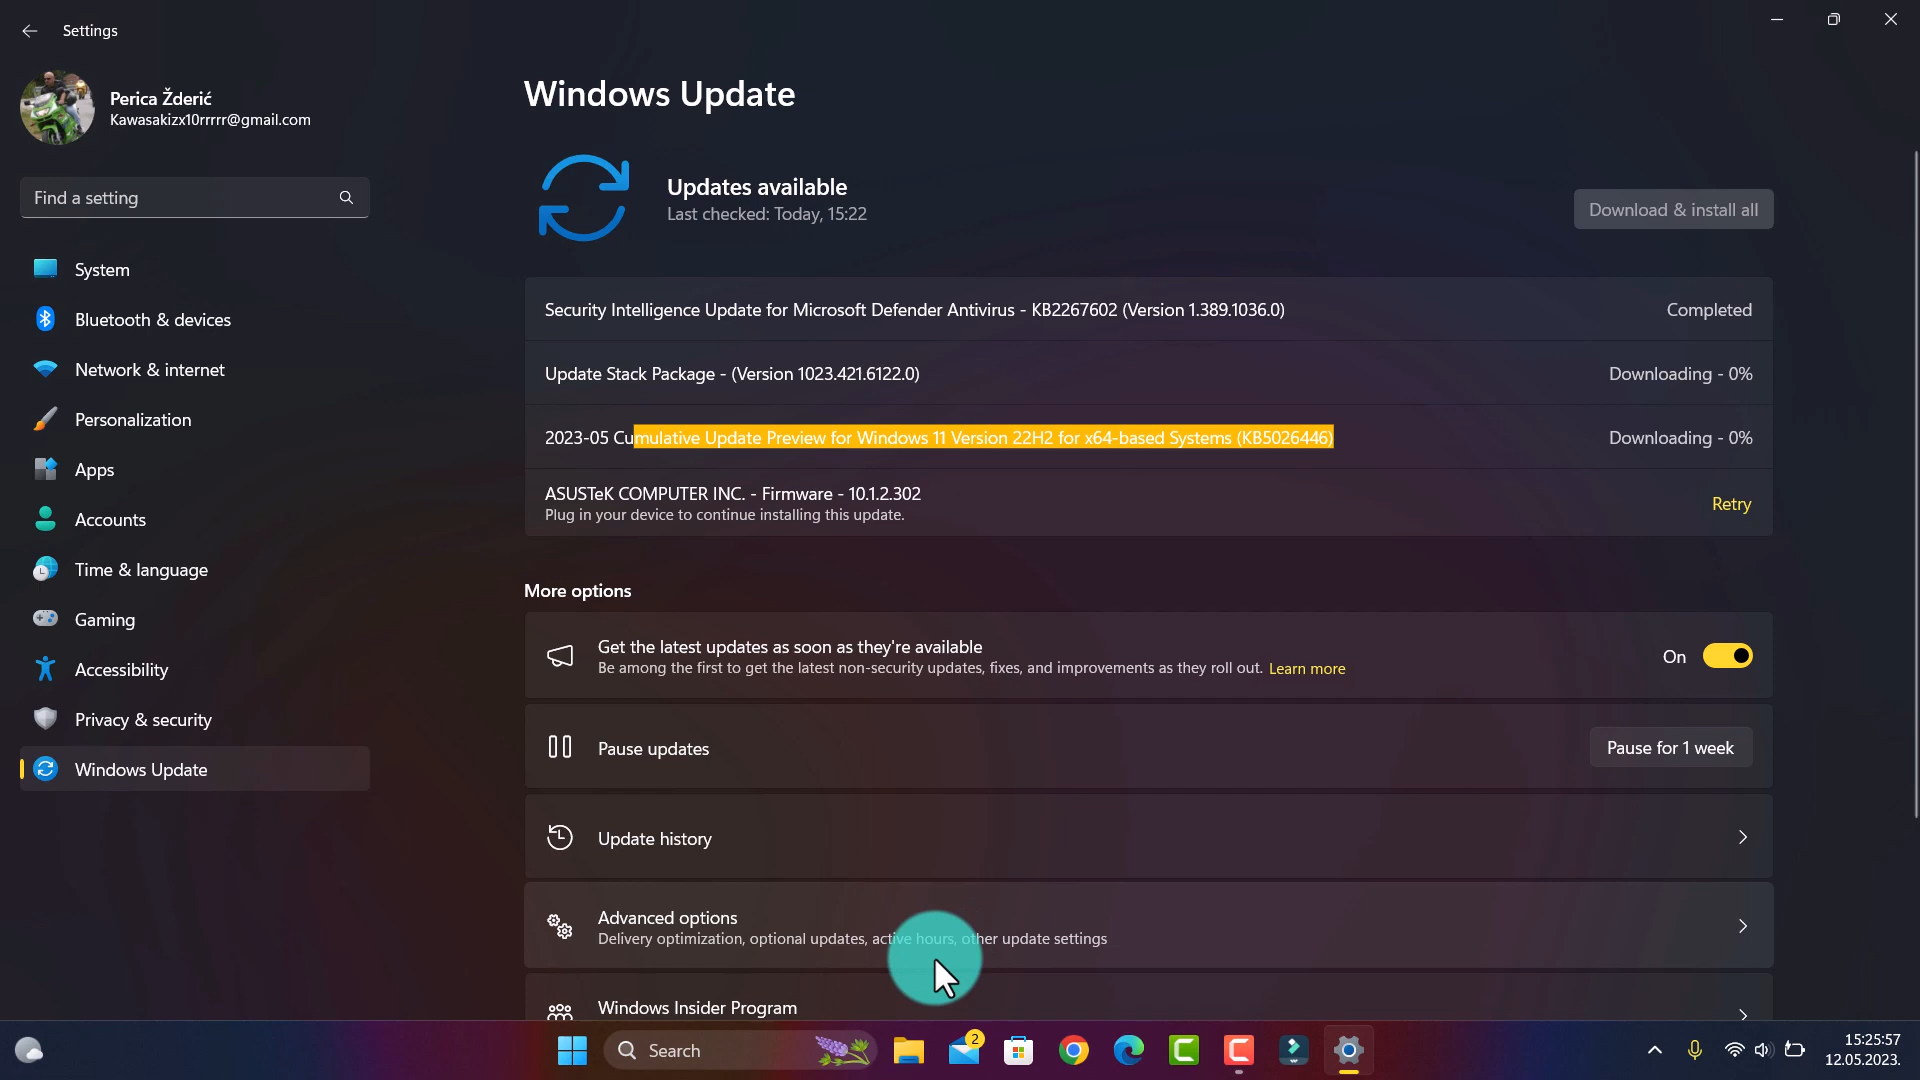 Settings
Perica Žderić
Kawasakizx10rrrrr@gmail.com
Find a setting
System
Bluetooth & devices
Network & internet
Personalization
Apps
Accounts
Time & language
Gaming
Accessibility
Privacy & security
Windows Update
Windows Update
Updates available
Last checked: Today, 15:22
Download & install all
Security Intelligence Update for Microsoft Defender Antivirus - KB2267602 (Version 1.389.1036.0)
Completed
Update Stack Package - (Version 1023.421.6122.0)
Downloading - 0%
2023-05 Cumulative Update Preview for Windows 11 Version 22H2 for x64-based Systems (KB5026446)
Downloading - 0%
ASUSTeK COMPUTER INC. - Firmware - 10.1.2.302
Plug in your device to continue installing this update.
Retry
More options
Get the latest updates as soon as they're available
Be among the first to get the latest non-security updates, fixes, and improvements as they roll out. Learn more
On
Pause updates
Pause for 1 week
Update history
Advanced options
Delivery optimization, optional updates, active hours, other update settings
Windows Insider Program
Search
2
15:25:57
12.05.2023.